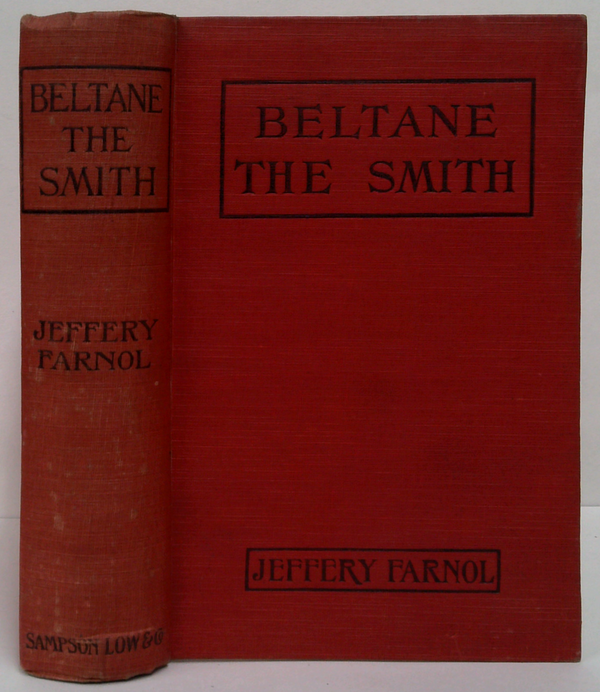 BELTANE
THE
SMITH
JEFFERY
FARNOL
SAMPSON LOW & Co
BELTANE
THE SMITH
JEFFERY FARNOL